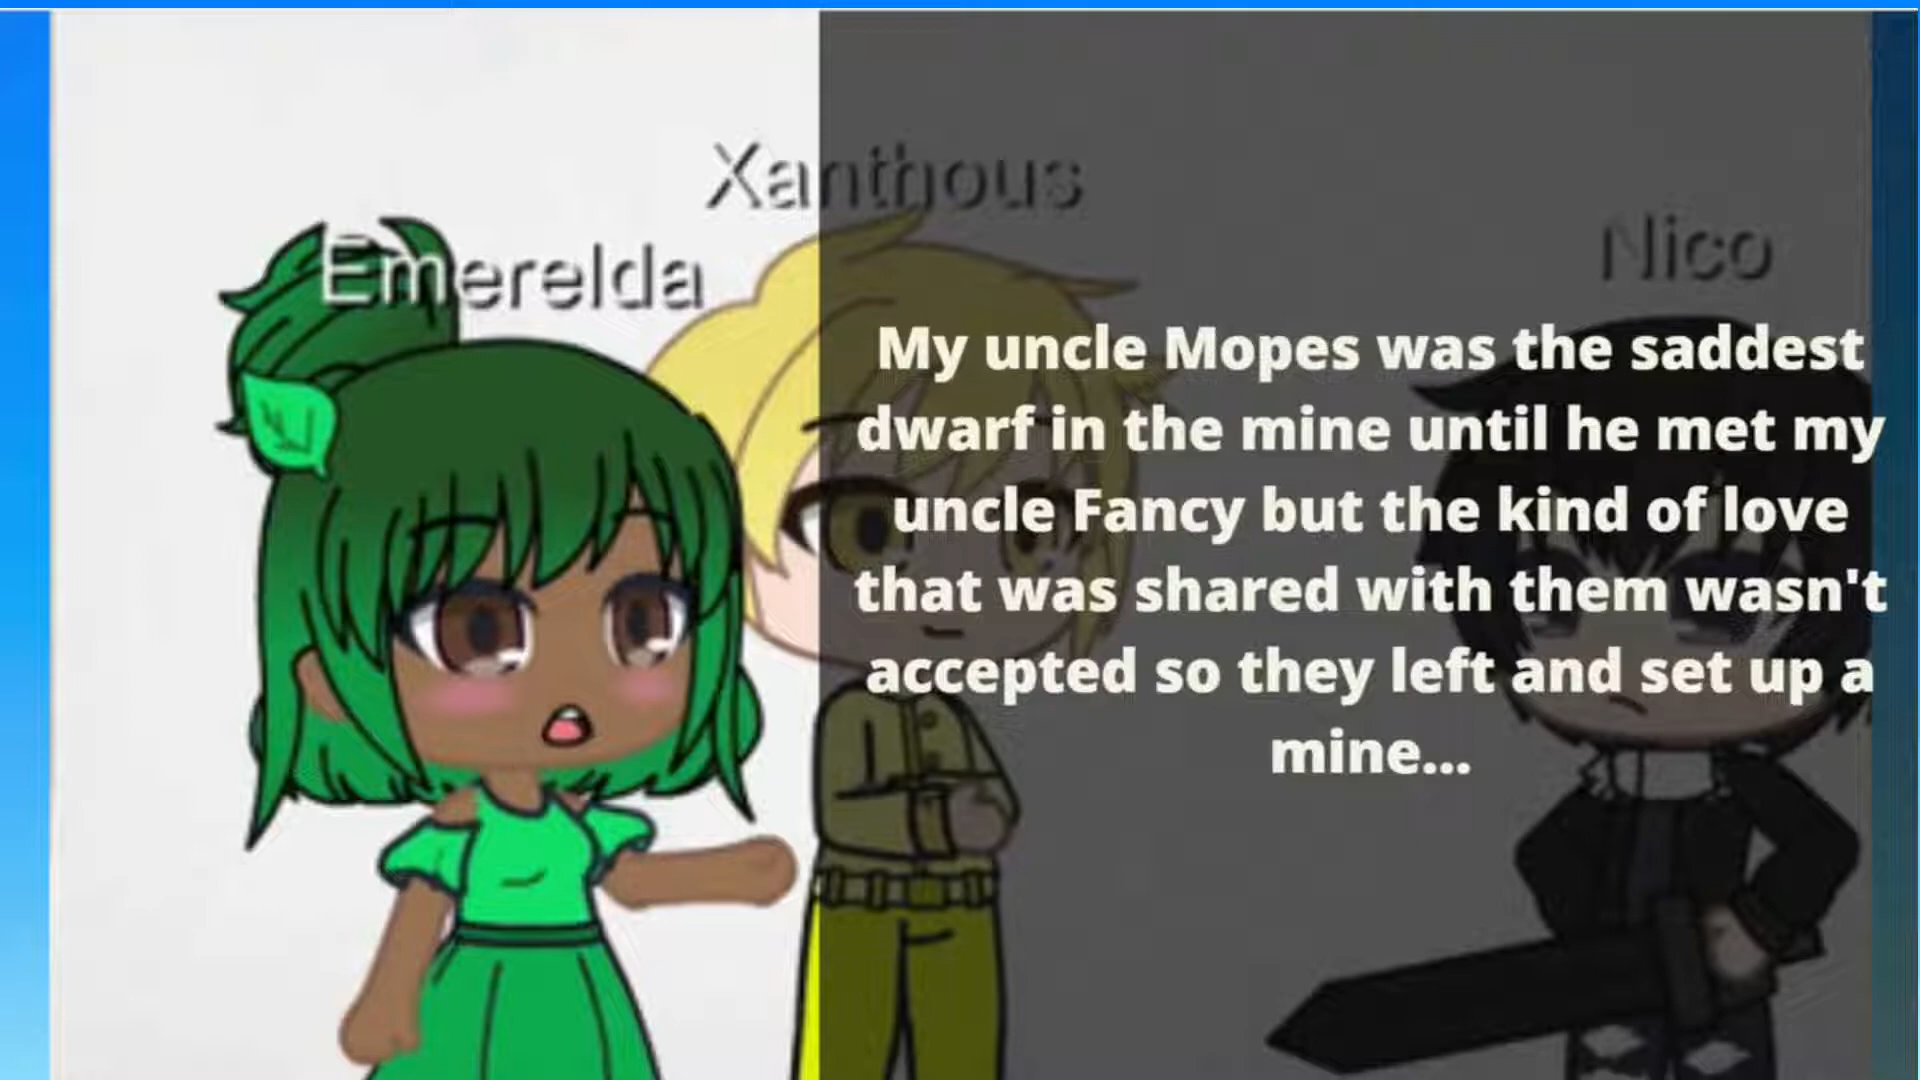 Xanthous
Emerelda
Nico
My uncle Mopes was the saddest
dwarf in the mine until he met my
uncle Fancy but the kind of love
that was shared with them wasn't
accepted so they left and set up a
mine...